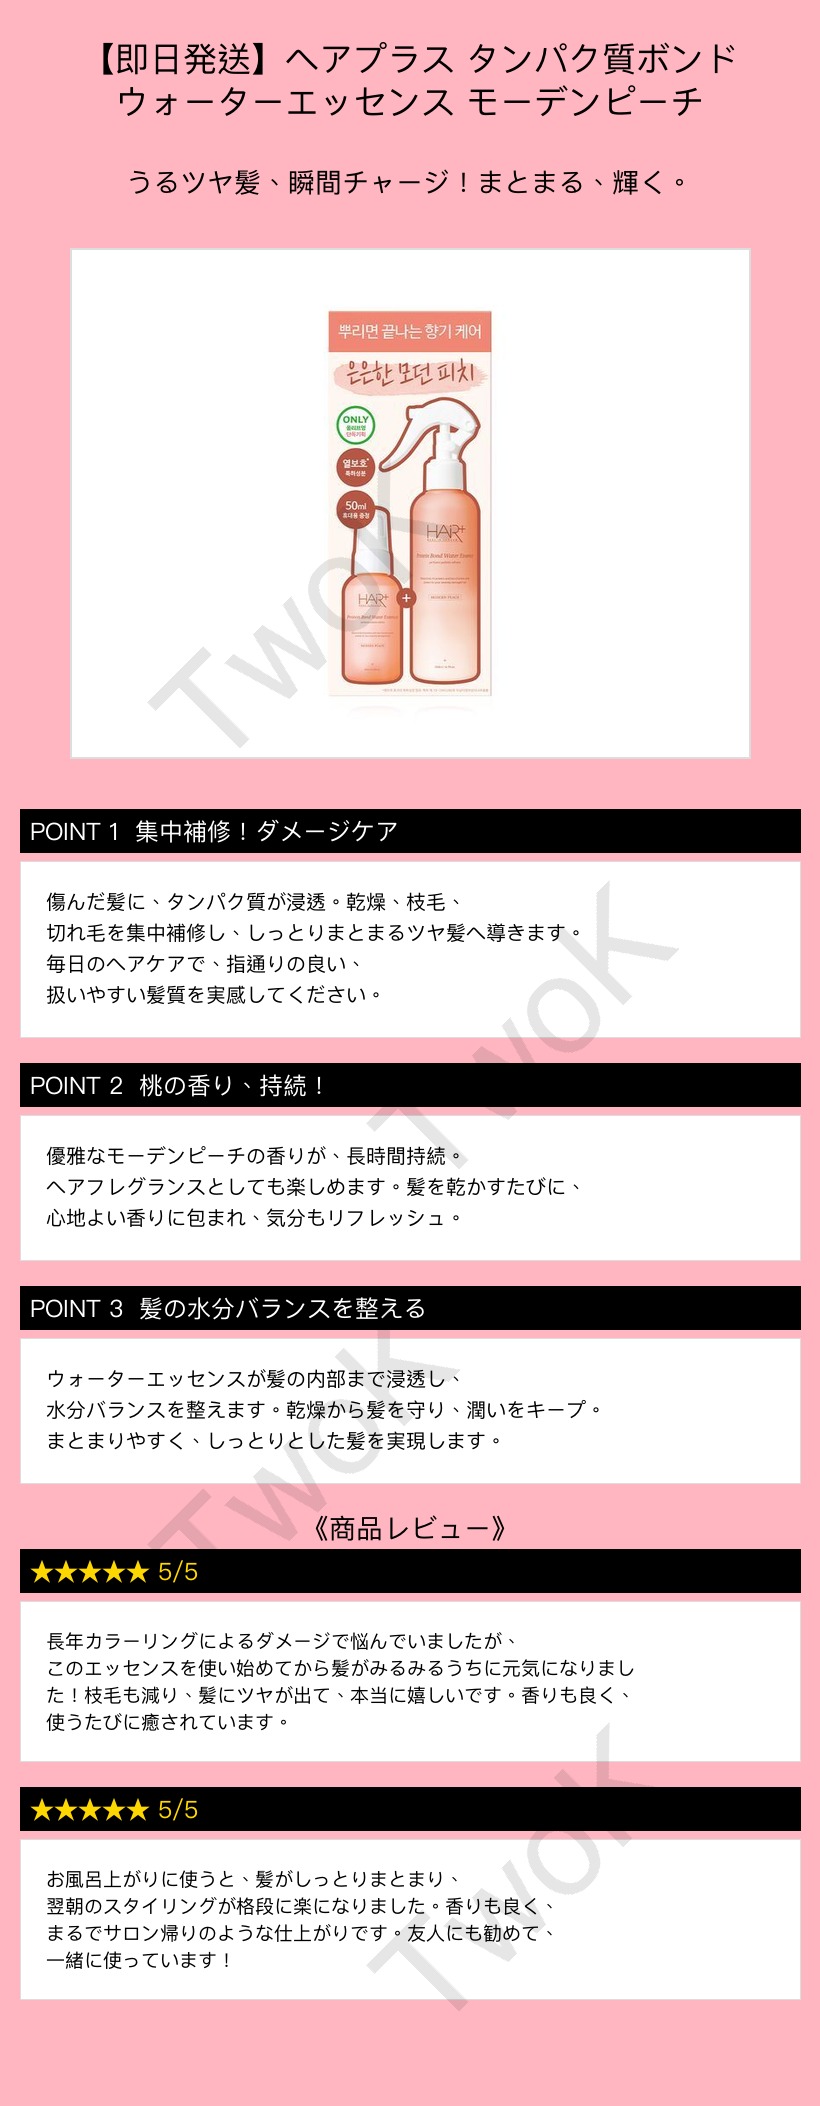 【即日発送】ヘアプラス タンパク質ボンド
ウォーターエッセンス モーデンピーチ
うるツヤ髪、瞬間チャージ！まとまる、輝く。
뿌리면 끝나는 향기 케어
은은한 모던 피치
ONLY
올리브영
단독기획
열보호*
특허성분
50ml
휴대용 증정
HAIR+
Protein Bond Water Essence
MODERN PEACH
HAIR+
Protein Bond Water Essence
MODERN PEACH
+
TwoK
POINT 1 集中補修！ダメージケア
傷んだ髪に、タンパク質が浸透。乾燥、枝毛、
切れ毛を集中補修し、しっとりまとまるツヤ髪へ導きます。
毎日のヘアケアで、指通りの良い、
扱いやすい髪質を実感してください。
TwoK
POINT 2 桃の香り、持続！
優雅なモーデンピーチの香りが、長時間持続。
ヘアフレグランスとしても楽しめます。髪を乾かすたびに、
心地よい香りに包まれ、気分もリフレッシュ。
POINT 3 髪の水分バランスを整える
ウォーターエッセンスが髪の内部まで浸透し、
水分バランスを整えます。乾燥から髪を守り、潤いをキープ。
まとまりやすく、しっとりとした髪を実現します。
TwoK
《商品レビュー》
★★★★★ 5/5
長年カラーリングによるダメージで悩んでいましたが、
このエッセンスを使い始めてから髪がみるみるうちに元気になりまし
た！枝毛も減り、髪にツヤが出て、本当に嬉しいです。香りも良く、
使うたびに癒されています。
★★★★★ 5/5
お風呂上がりに使うと、髪がしっとりまとまり、
翌朝のスタイリングが格段に楽になりました。香りも良く、
まるでサロン帰りのような仕上がりです。友人にも勧めて、
一緒に使っています！
TwoK